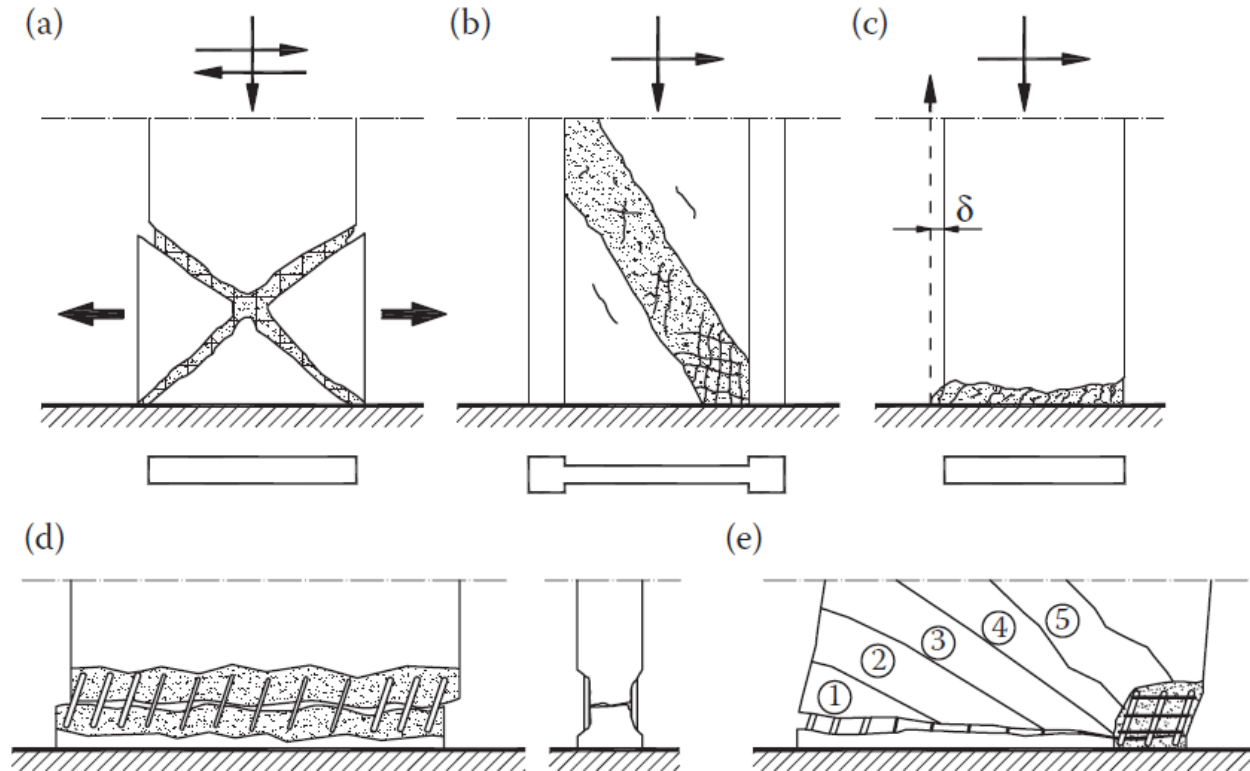 (a)
(b)
(c)
δ
(d)
(e)
① ② ③ ④ ⑤